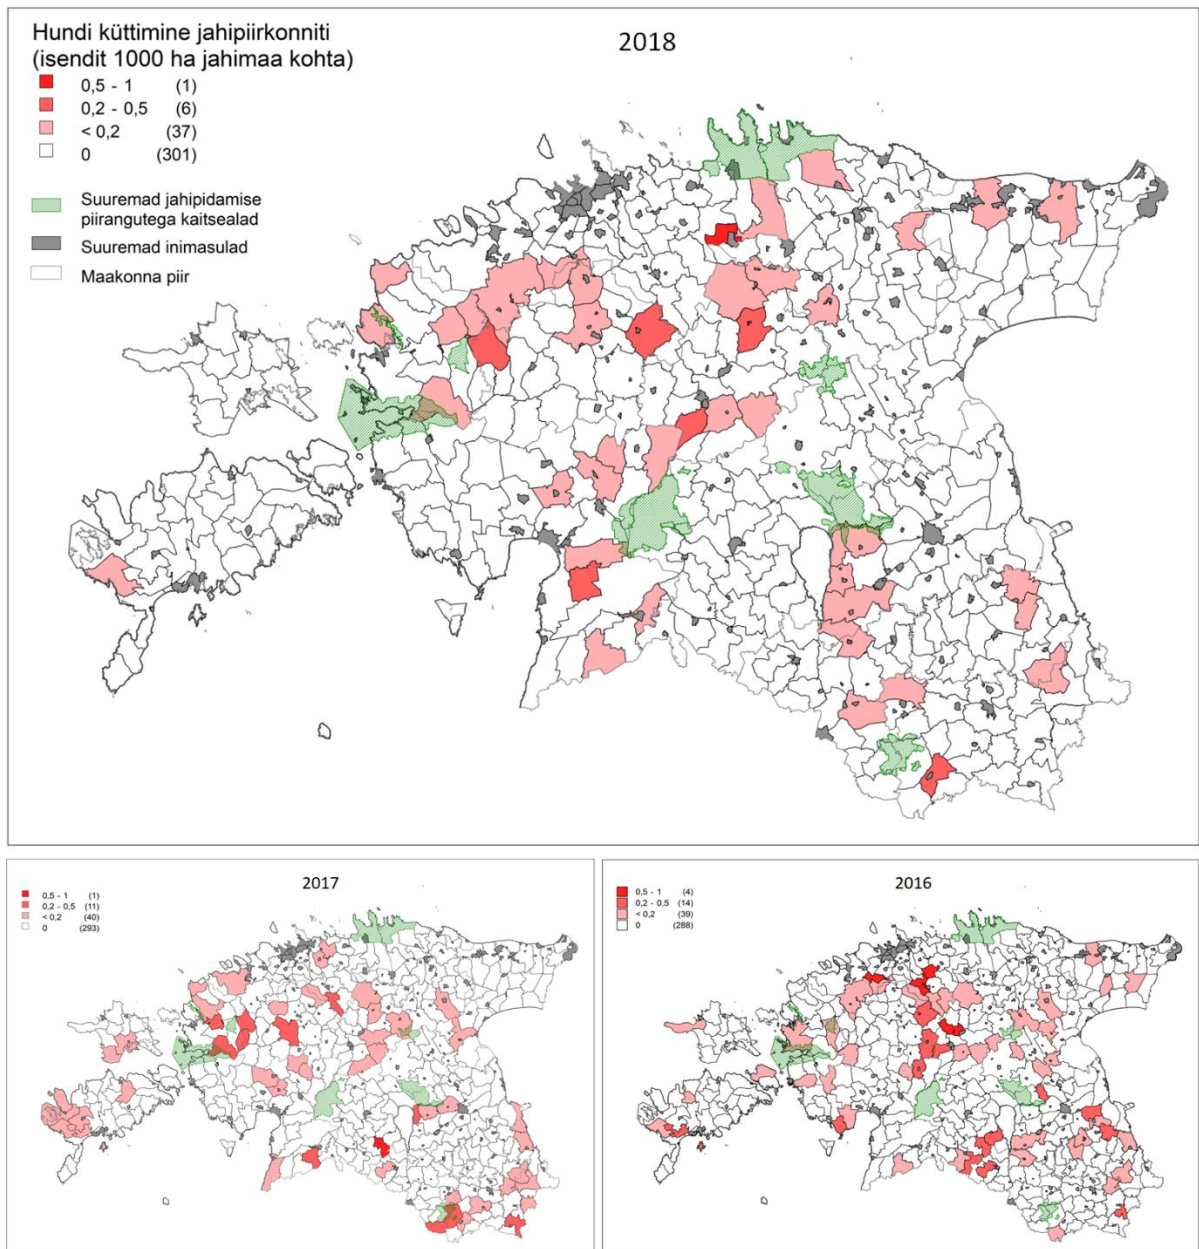 Hundi küttimine jahipiirkonniti
(isendit 1000 ha jahimaa kohta)
2018
0,5 - 1 (1)
0,2 - 0,5 (6)
< 0,2 (37)
0 (301)
Suuremad jahipidamise
piirangutega kaitsealad
Suuremad inimasulad
Maakonna piir
2017
0,5 - 1 (1)
0,2 - 0,5 (11)
< 0,2 (40)
0 (293)
2016
0,5 - 1 (4)
0,2 - 0,5 (14)
< 0,2 (39)
0 (288)